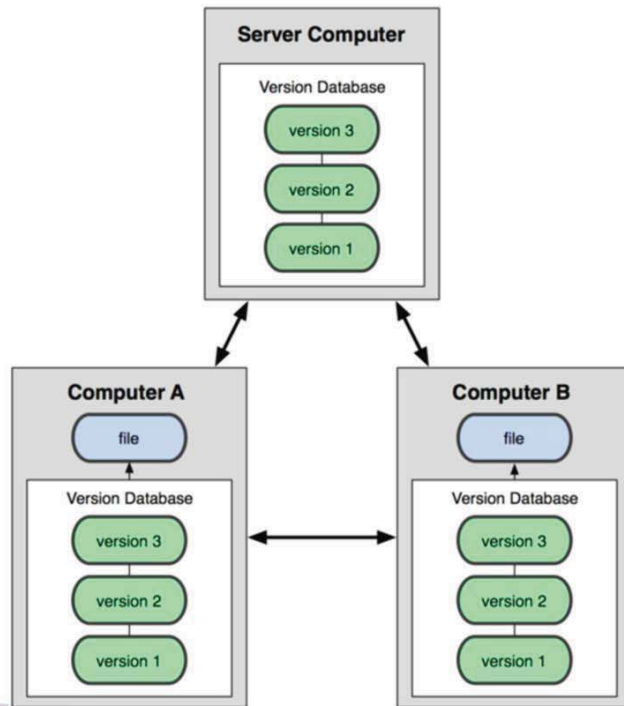 Server Computer
Version Database
version 3
version 2
version 1
Computer A
file
Version Database
version 3
version 2
version 1
Computer B
file
Version Database
version 3
version 2
version 1